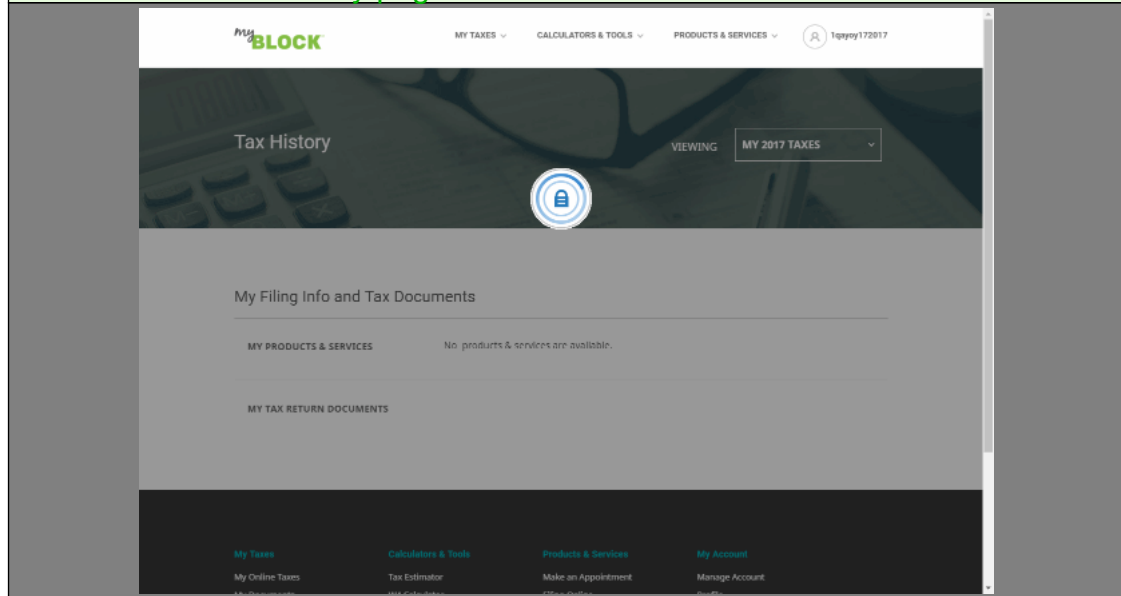 my BLOCK MY TAXES CALCULATORS & TOOLS PRODUCTS & SERVICES 1qayoy172017
Tax History VIEWING MY 2017 TAXES
My Filing Info and Tax Documents
MY PRODUCTS & SERVICES No products & services are available.
MY TAX RETURN DOCUMENTS
My Taxes Calculators & Tools Products & Services My Account
My Online Taxes Tax Estimator Make an Appointment Manage Account